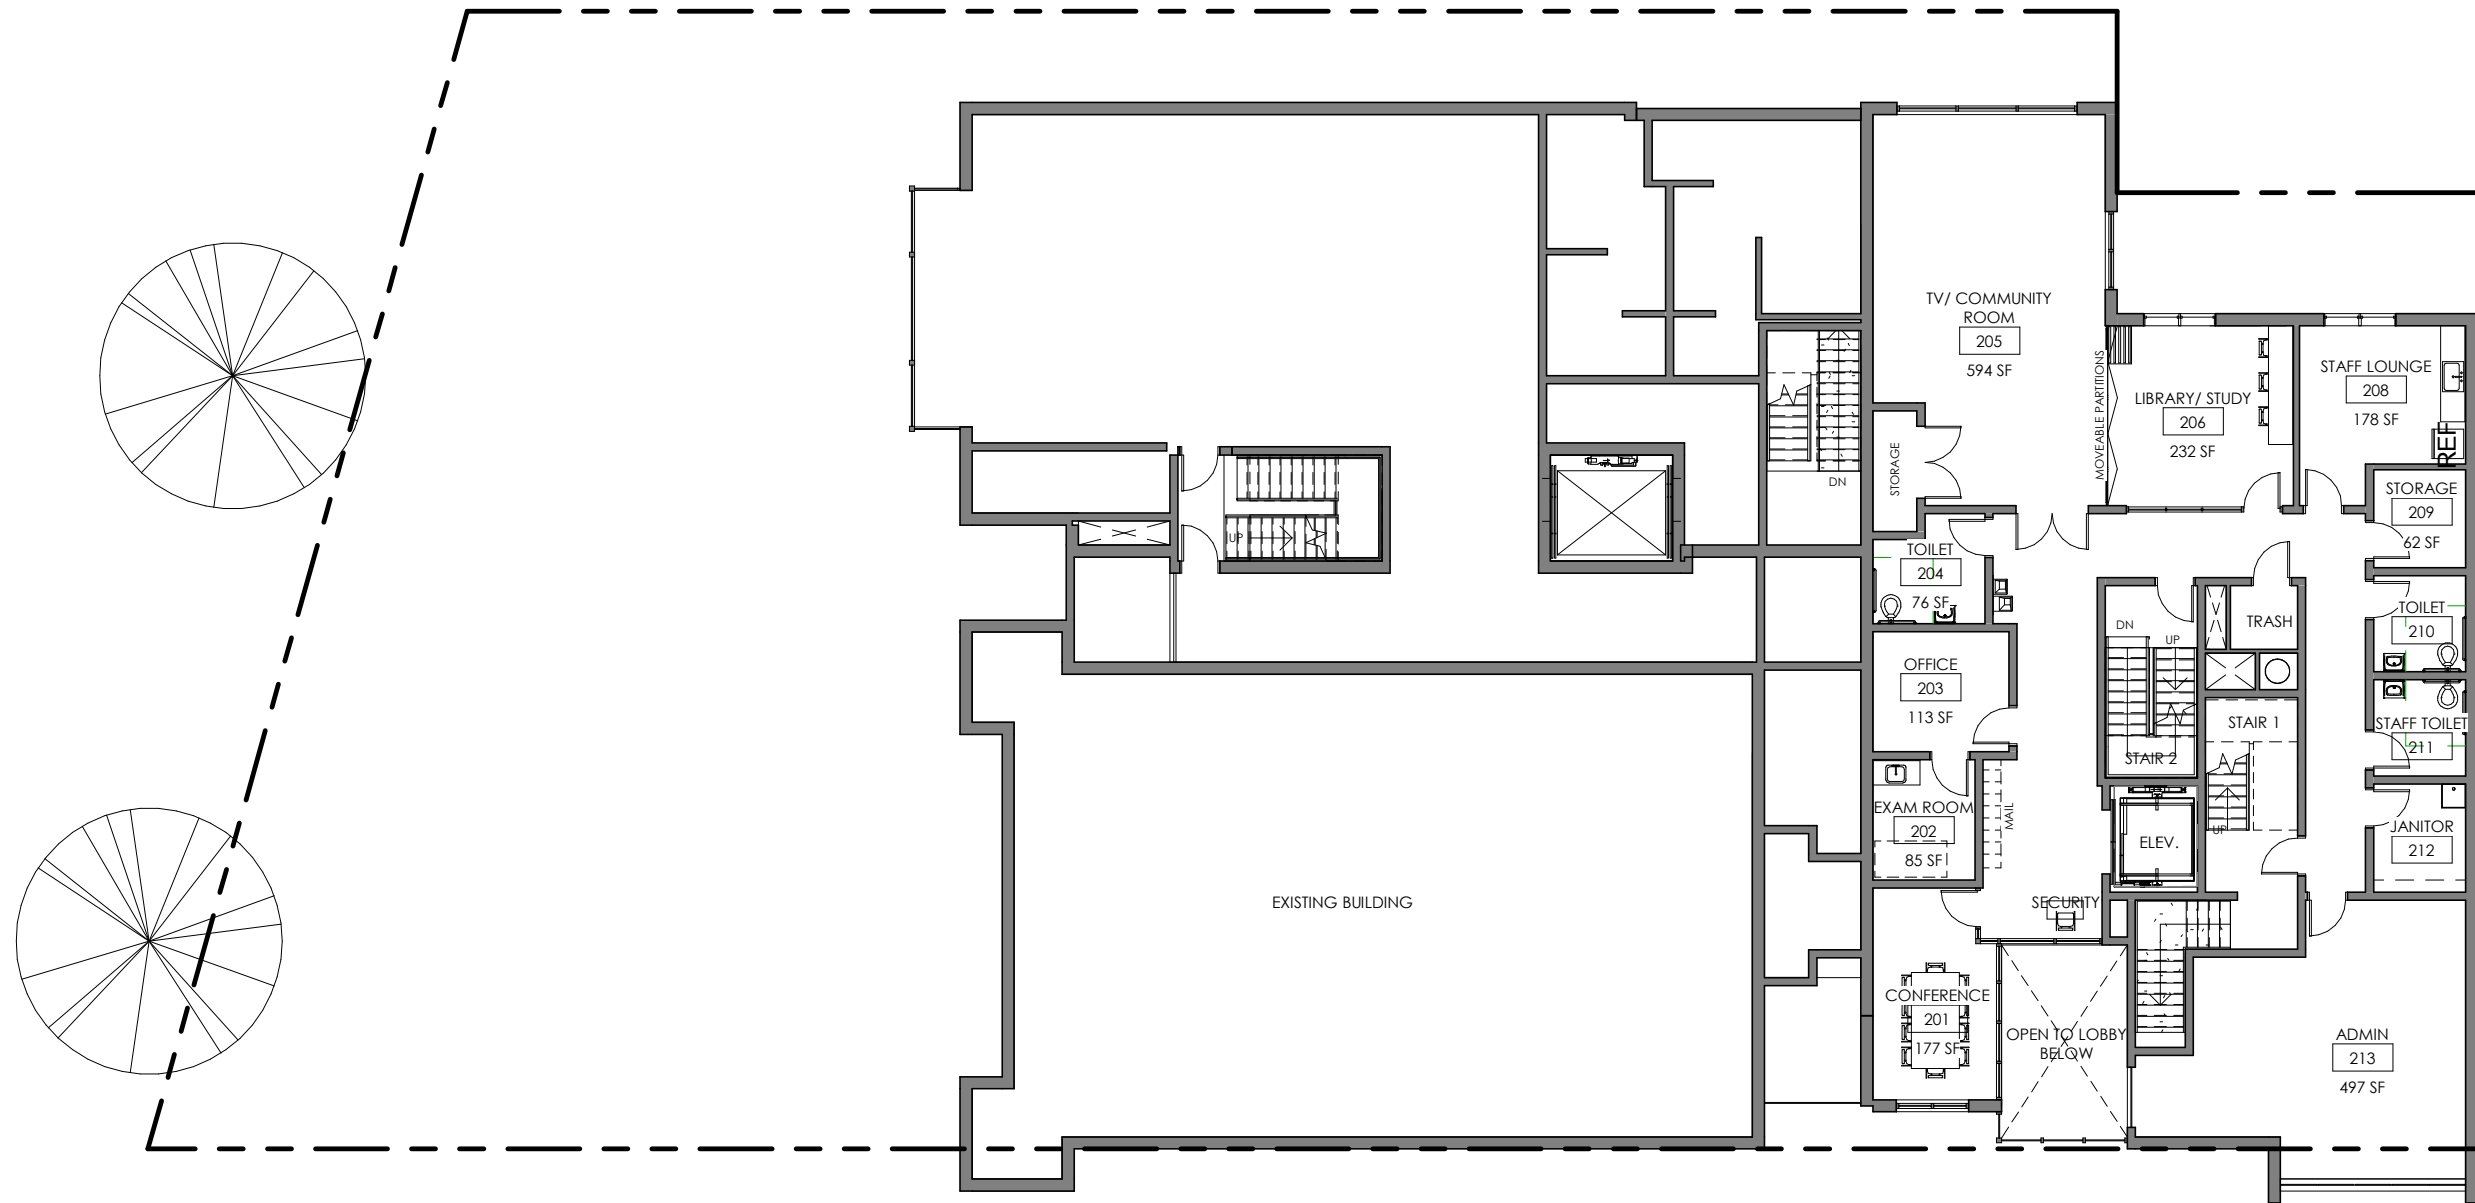 TV/ COMMUNITY
ROOM
205
594 SF
MOVEABLE PARTITIONS
LIBRARY/ STUDY
206
232 SF
STAFF LOUNGE
208
178 SF
REF
STORAGE
DN
STORAGE
209
62 SF
UP
TOILET
204
76 SF
TOILET
210
DN
UP
TRASH
OFFICE
203
113 SF
STAIR 1
STAFF TOILET
211
STAIR 2
EXAM ROOM
202
85 SF
MAIL
ELEV.
UP
JANITOR
212
EXISTING BUILDING
SECURITY
CONFERENCE
201
177 SF
OPEN TO LOBBY
BELOW
ADMIN
213
497 SF